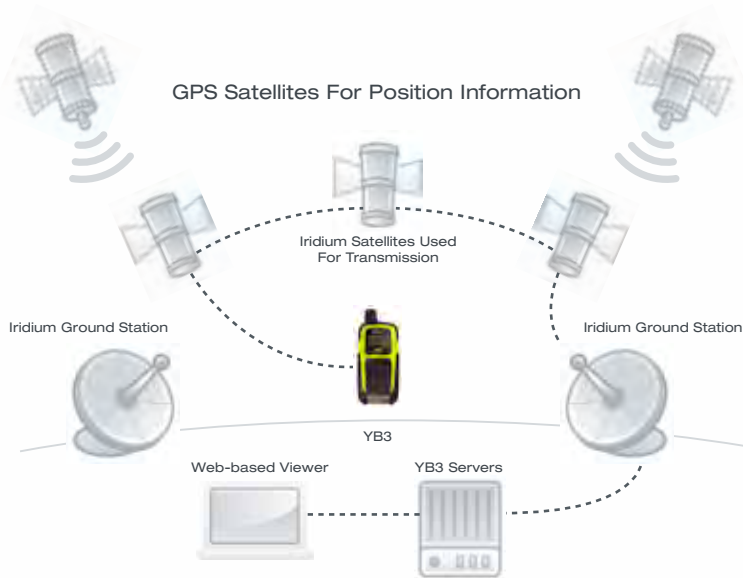 GPS Satellites For Position Information
Iridium Satellites Used
For Transmission
Iridium Ground Station
Iridium Ground Station
YB3
Web-based Viewer
YB3 Servers